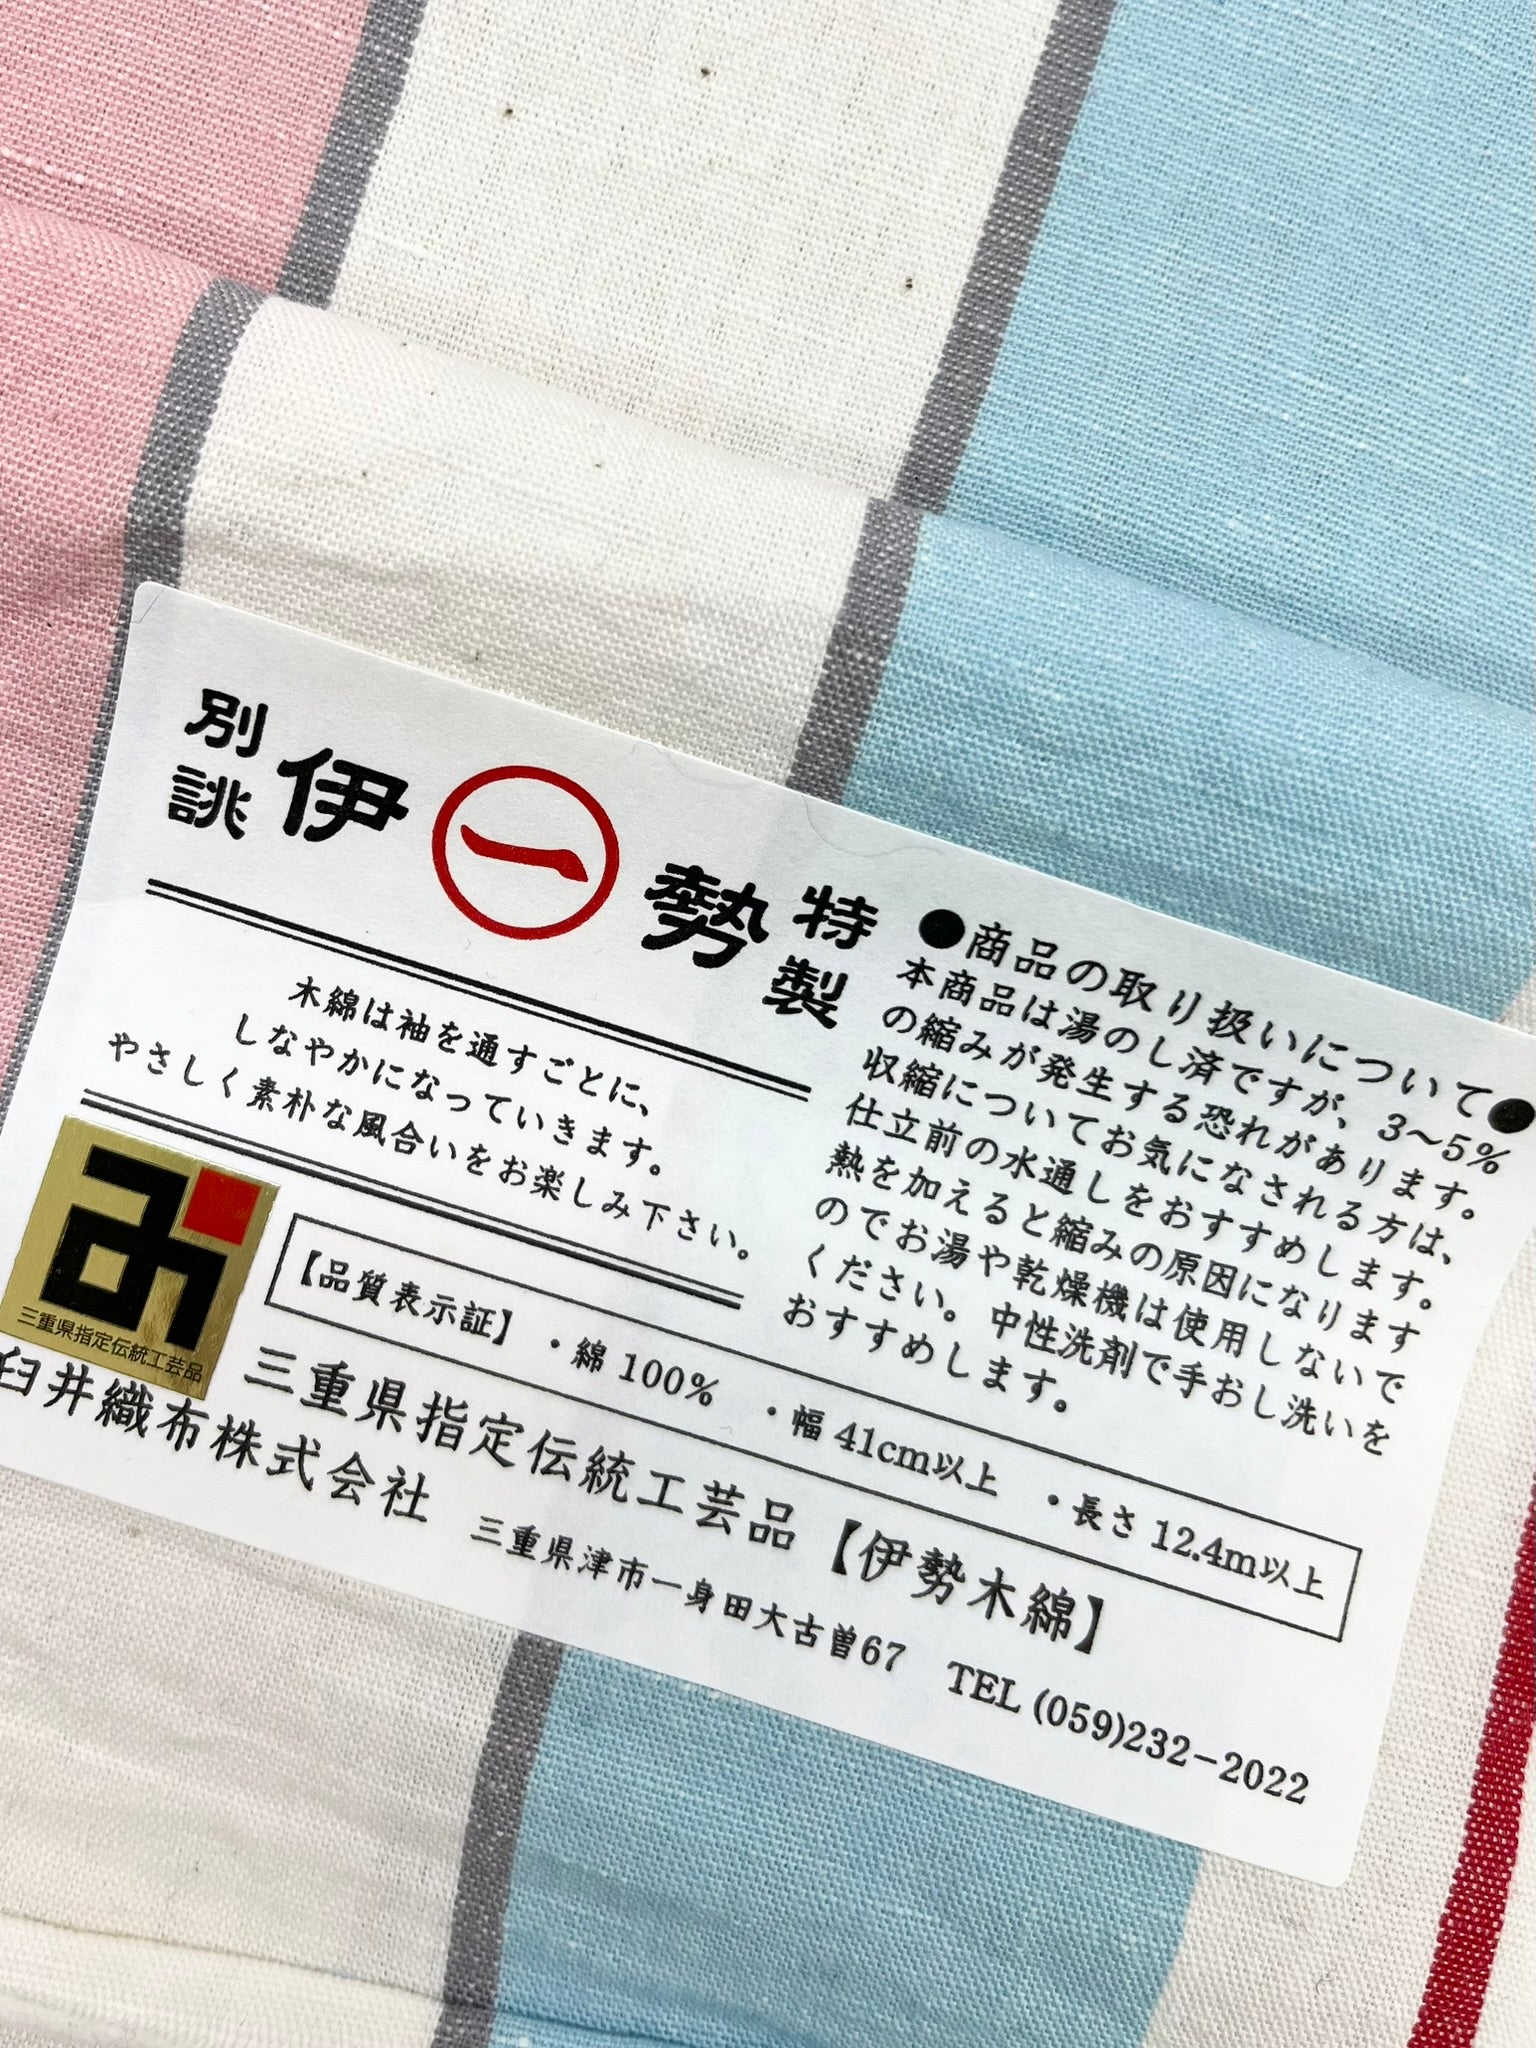 別誂
伊
一
勢
特製
木綿は袖を通すごとに、
しなやかになっていきます。
やさしく素朴な風合いをお楽しみ下さい。
●商品の取り扱いについて●
本商品は湯のし済ですが、3～5%
の縮みが発生する恐れがあります。
収縮についてお気になされる方は、
仕立前の水通しをおすすめします。
熱を加えると縮みの原因になります
のでお湯や乾燥機は使用しないで
ください。中性洗剤で手おし洗いを
おすすめします。
【品質表示証】 ・綿 100% ・幅 41cm以上 ・長さ 12.4m以上
三重県指定伝統工芸品
三重県指定伝統工芸品【伊勢木綿】
臼井織布株式会社 三重県津市一身田大古曽67 TEL (059)232-2022